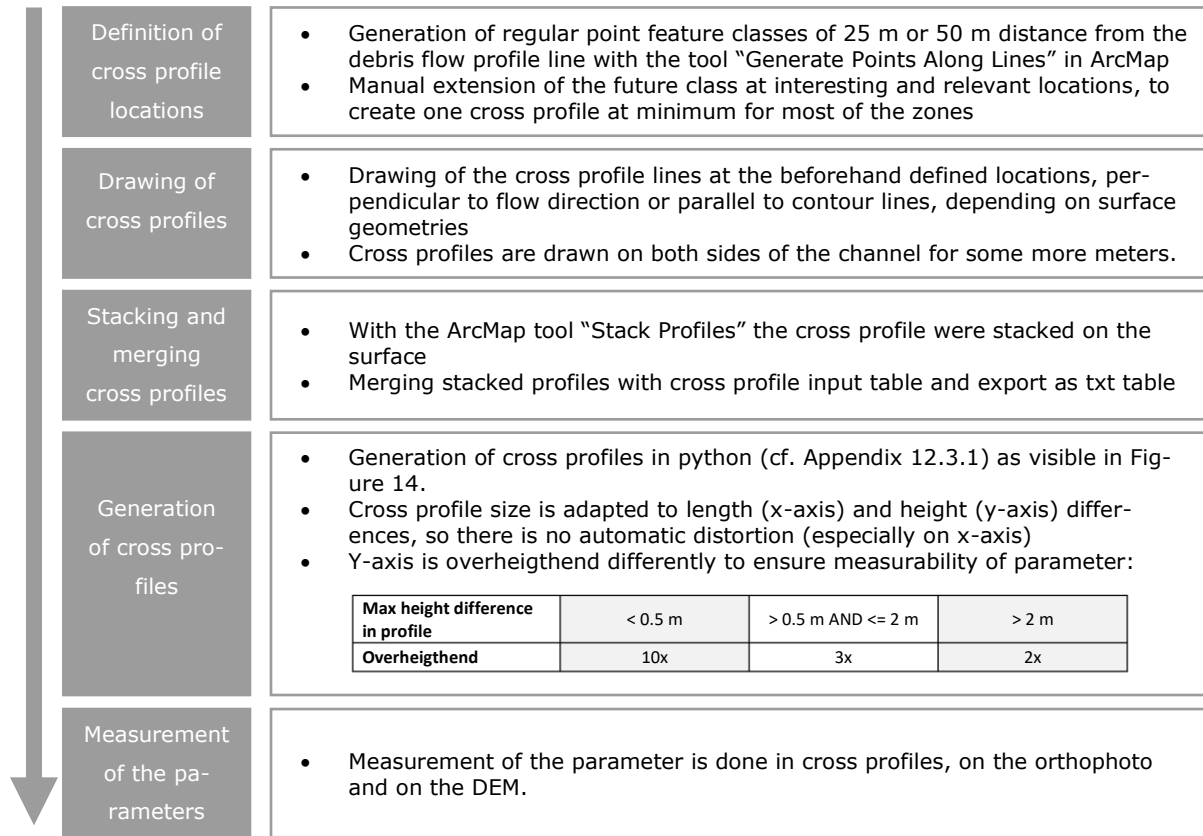 Definition of
cross profile
locations
• Generation of regular point feature classes of 25 m or 50 m distance from the
debris flow profile line with the tool “Generate Points Along Lines” in ArcMap
• Manual extension of the future class at interesting and relevant locations, to
create one cross profile at minimum for most of the zones
Drawing of
cross profiles
• Drawing of the cross profile lines at the beforehand defined locations, per-
pendicular to flow direction or parallel to contour lines, depending on surface
geometries
• Cross profiles are drawn on both sides of the channel for some more meters.
Stacking and
merging
cross profiles
• With the ArcMap tool “Stack Profiles” the cross profile were stacked on the
surface
• Merging stacked profiles with cross profile input table and export as txt table
Generation
of cross pro-
files
• Generation of cross profiles in python (cf. Appendix 12.3.1) as visible in Fig-
ure 14.
• Cross profile size is adapted to length (x-axis) and height (y-axis) differ-
ences, so there is no automatic distortion (especially on x-axis)
• Y-axis is overheigthend differently to ensure measurability of parameter:
Max height difference
in profile
< 0.5 m
> 0.5 m AND <= 2 m
> 2 m
Overheigthend
10x
3x
2x
Measurement
of the pa-
rameters
• Measurement of the parameter is done in cross profiles, on the orthophoto
and on the DEM.